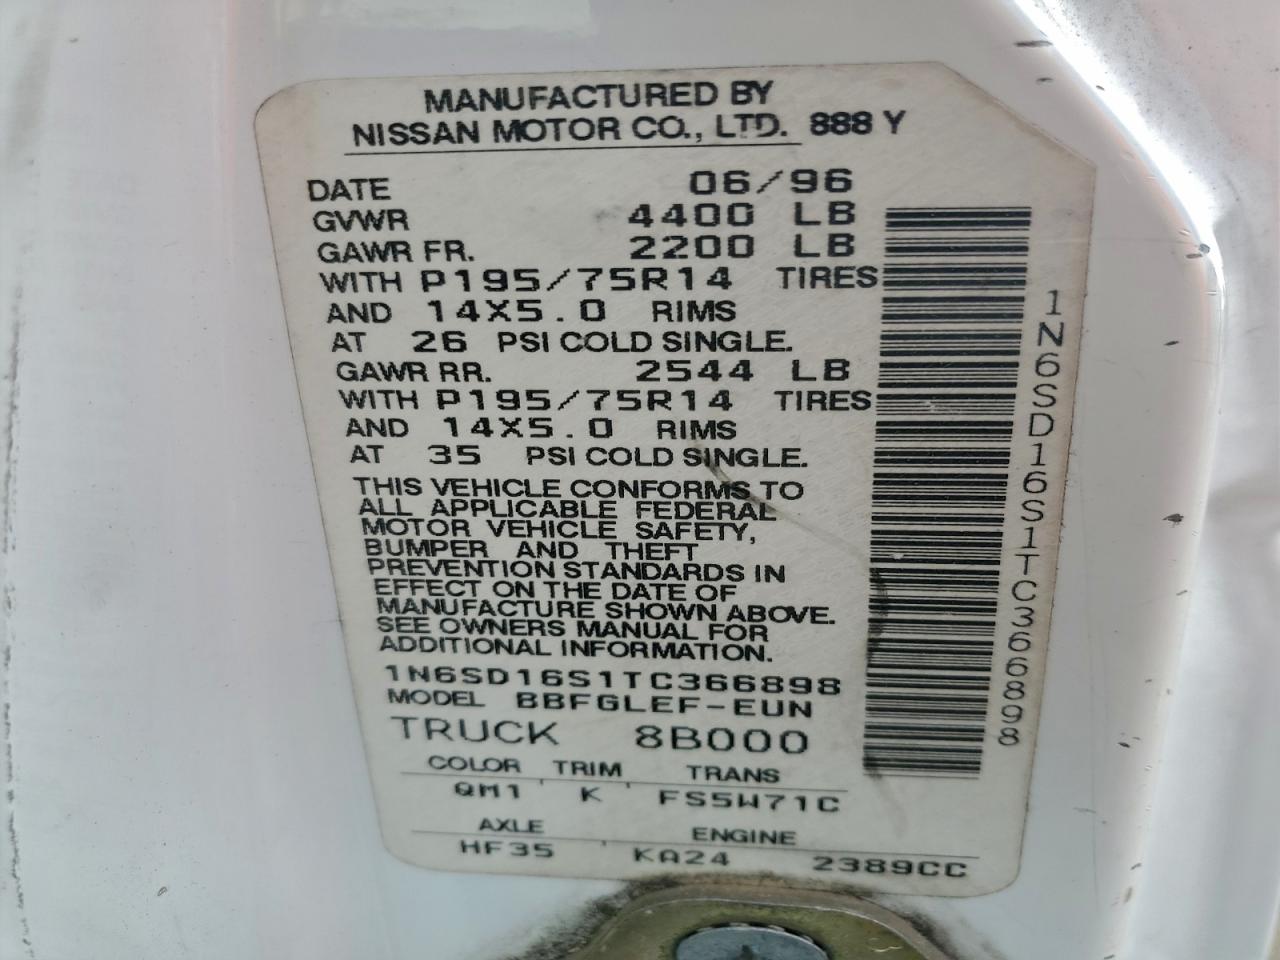 MANUFACTURED BY
NISSAN MOTOR CO., LTD. 888 Y
DATE 06/96
GVWR 4400 LB
GAWR FR. 2200 LB
WITH P195/75R14 TIRES
AND 14X5.0 RIMS
AT 26 PSI COLD SINGLE.
GAWR RR. 2544 LB
WITH P195/75R14 TIRES
AND 14X5.0 RIMS
AT 35 PSI COLD SINGLE.
THIS VEHICLE CONFORMS TO
ALL APPLICABLE FEDERAL
MOTOR VEHICLE SAFETY,
BUMPER AND THEFT
PREVENTION STANDARDS IN
EFFECT ON THE DATE OF
MANUFACTURE SHOWN ABOVE.
SEE OWNERS MANUAL FOR
ADDITIONAL INFORMATION.
1N6SD16S1TC366898
MODEL BBFGLEF-EUN
TRUCK 8B000
COLOR TRIM TRANS
QM1 K FS5W71C
AXLE ENGINE
HF35 KA24 2389CC
1N6SD16S1TC366898